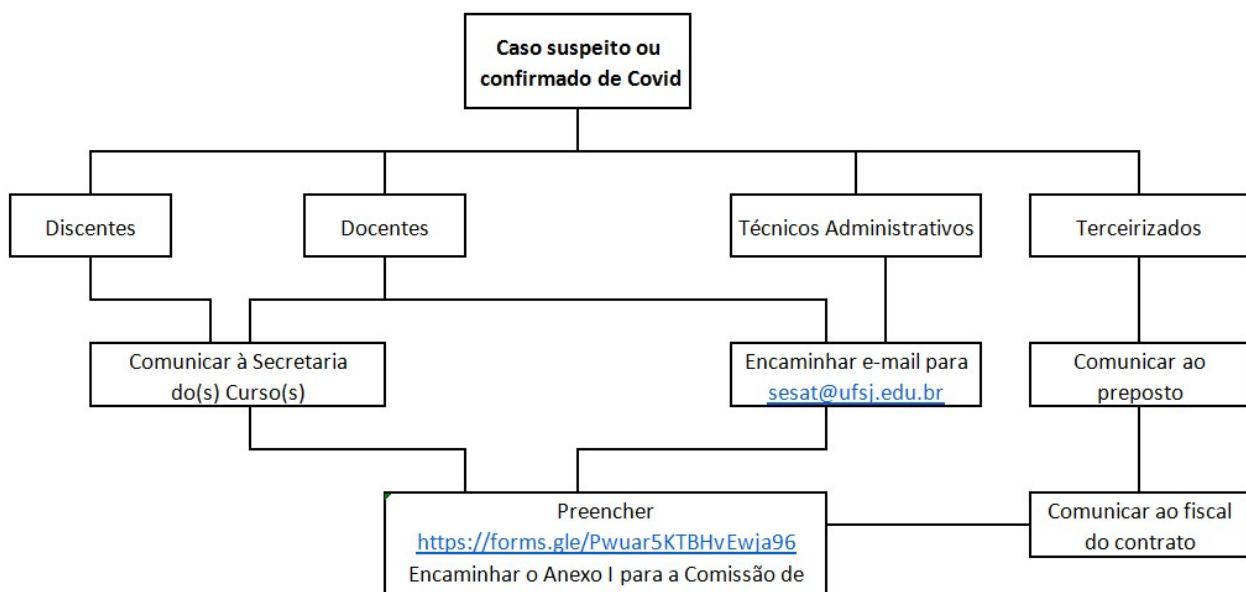 Caso suspeito ou
confirmado de Covid
Discentes
Docentes
Técnicos Administrativos
Terceirizados
Comunicar à Secretaria
do(s) Curso(s)
Encaminhar e-mail para
sesat@ufsj.edu.br
Comunicar ao
preposto
Preencher
https://forms.gle/Pwuar5KTBHvEwja96
Encaminhar o Anexo I para a Comissão de
Comunicar ao fiscal
do contrato